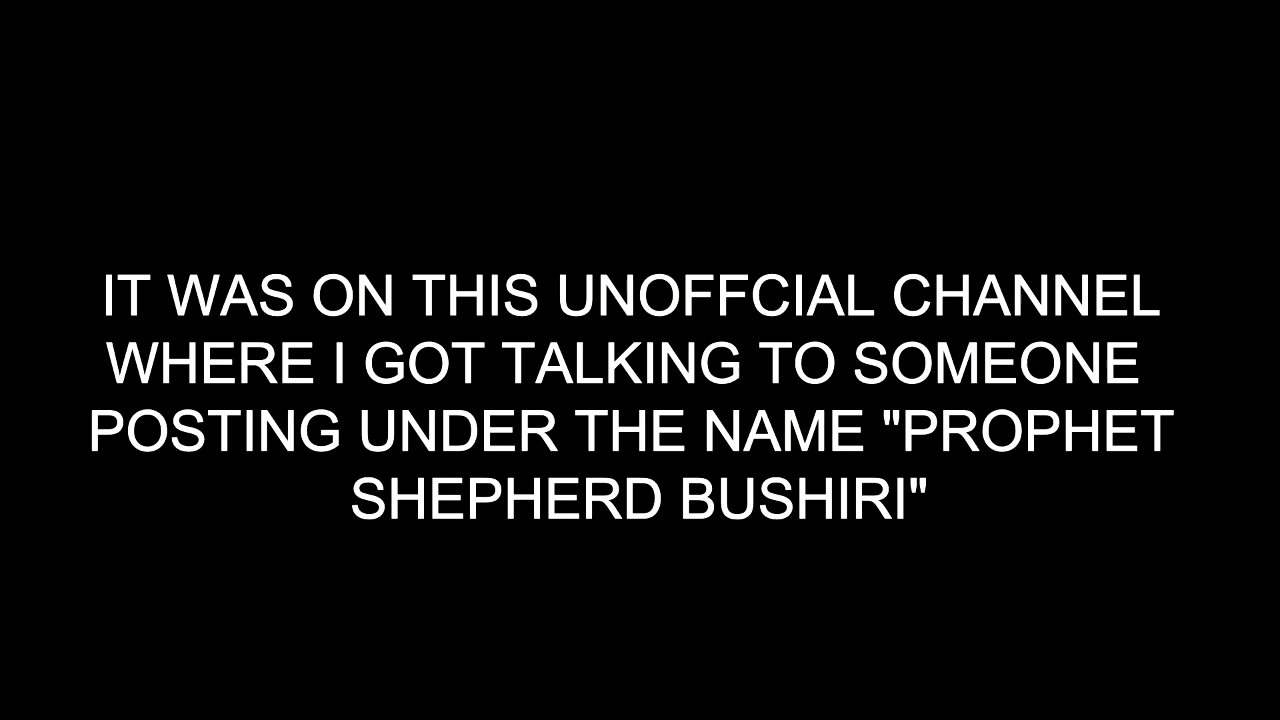 IT WAS ON THIS UNOFFCIAL CHANNEL
WHERE I GOT TALKING TO SOMEONE
POSTING UNDER THE NAME "PROPHET
SHEPHERD BUSHIRI"